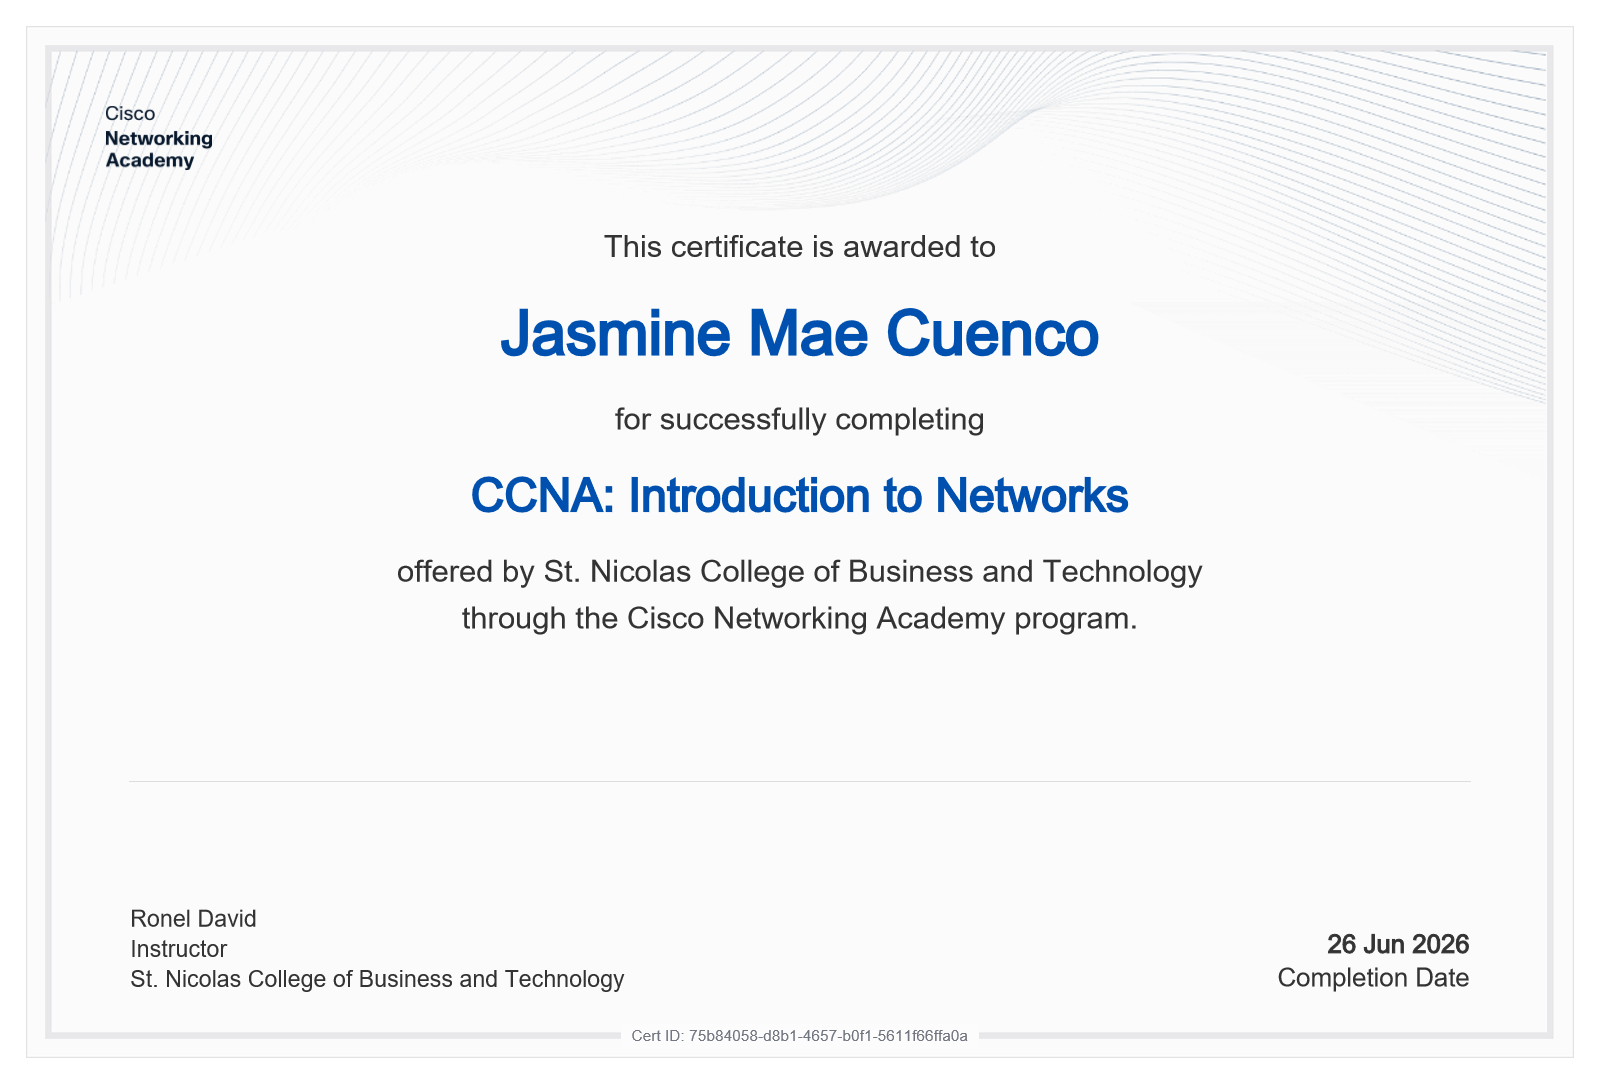 Cisco
Networking
Academy
This certificate is awarded to
Jasmine Mae Cuenco
for successfully completing
CCNA: Introduction to Networks
offered by St. Nicolas College of Business and Technology
through the Cisco Networking Academy program.
Ronel David
Instructor
St. Nicolas College of Business and Technology
26 Jun 2026
Completion Date
Cert ID: 75b84058-d8b1-4657-b0f1-5611f66ffa0a